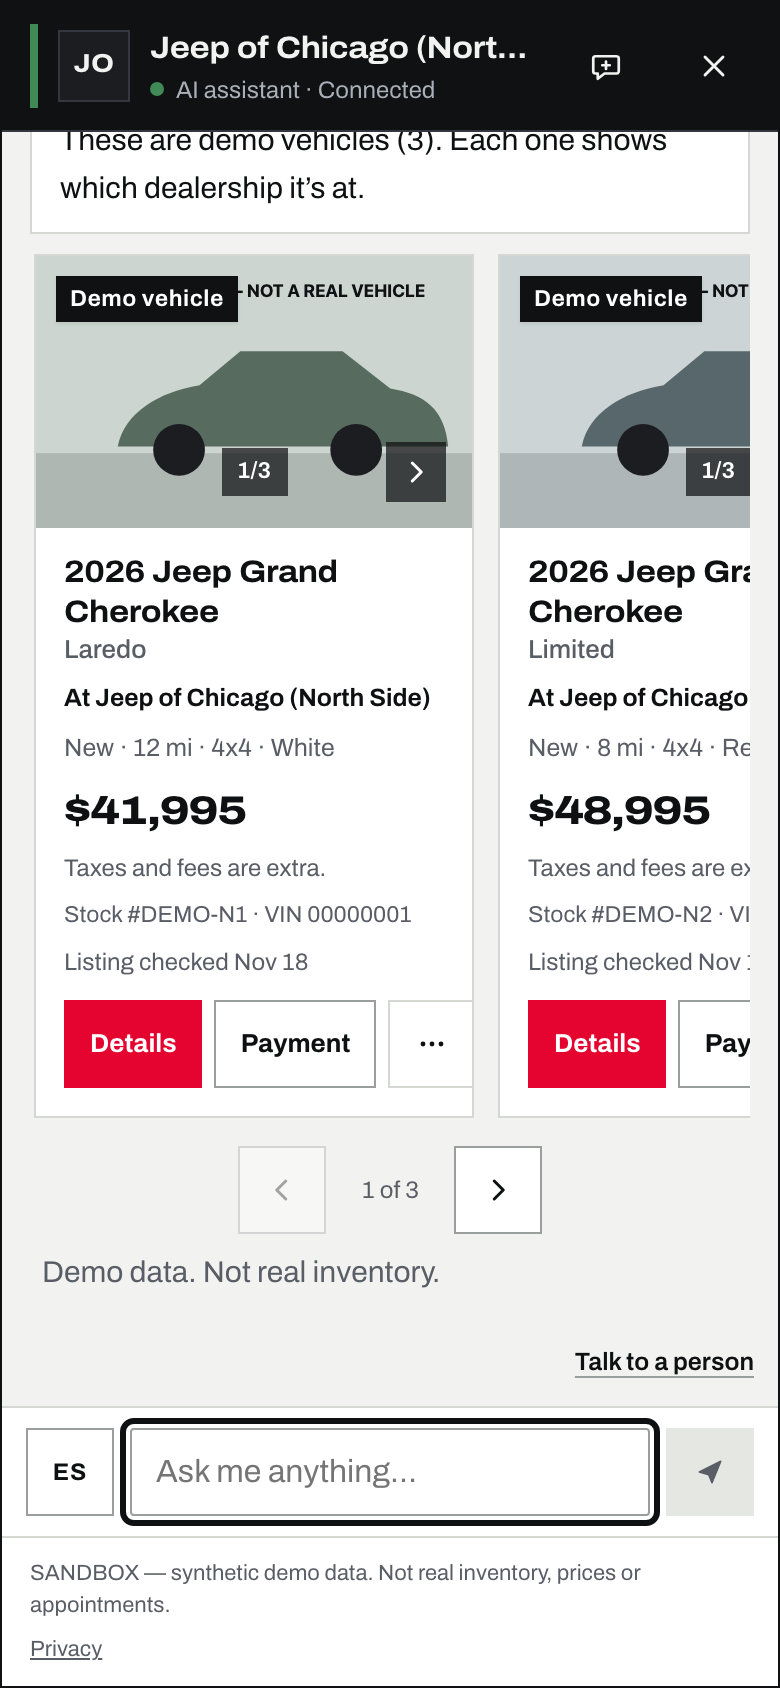 JO
Jeep of Chicago (Nort...
AI assistant · Connected
These are demo vehicles (3). Each one shows
which dealership it’s at.
Demo vehicle - NOT A REAL VEHICLE
1/3
2026 Jeep Grand
Cherokee
Laredo
At Jeep of Chicago (North Side)
New · 12 mi · 4x4 · White
$41,995
Taxes and fees are extra.
Stock #DEMO-N1 · VIN 00000001
Listing checked Nov 18
Details
Payment
...
Demo vehicle - NOT
1/3
2026 Jeep Gra
Cherokee
Limited
At Jeep of Chicago
New · 8 mi · 4x4 · Re
$48,995
Taxes and fees are ex
Stock #DEMO-N2 · VI
Listing checked Nov 1
Details
Pay
1 of 3
Demo data. Not real inventory.
Talk to a person
ES
Ask me anything...
SANDBOX — synthetic demo data. Not real inventory, prices or
appointments.
Privacy